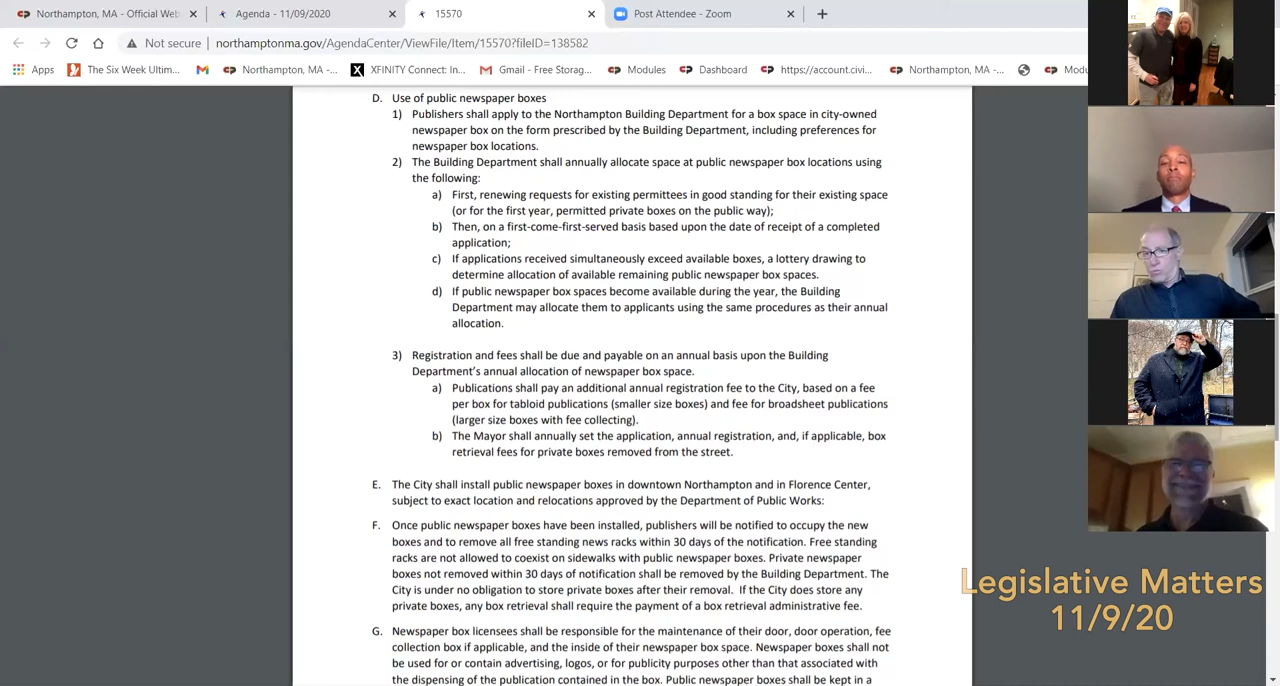 Northampton, MA - Official Web
Agenda - 11/09/2020
15570
Post Attendee - Zoom
Not secure northamptonma.gov/AgendaCenter/ViewFile/Item/15570?fileID=138582
Apps The Six Week Ultim... Northampton, MA -... XFINITY Connect: In... Gmail - Free Storag... Modules Dashboard https://account.civi... Northampton, MA -... Modu
D. Use of public newspaper boxes
1) Publishers shall apply to the Northampton Building Department for a box space in city-owned
newspaper box on the form prescribed by the Building Department, including preferences for
newspaper box locations.
2) The Building Department shall annually allocate space at public newspaper box locations using
the following:
a) First, renewing requests for existing permittees in good standing for their existing space
(or for the first year, permitted private boxes on the public way);
b) Then, on a first-come-first-served basis based upon the date of receipt of a completed
application;
c) If applications received simultaneously exceed available boxes, a lottery drawing to
determine allocation of available remaining public newspaper box spaces.
d) If public newspaper box spaces become available during the year, the Building
Department may allocate them to applicants using the same procedures as their annual
allocation.
3) Registration and fees shall be due and payable on an annual basis upon the Building
Department's annual allocation of newspaper box space.
a) Publications shall pay an additional annual registration fee to the City, based on a fee
per box for tabloid publications (smaller size boxes) and fee for broadsheet publications
(larger size boxes with fee collecting).
b) The Mayor shall annually set the application, annual registration, and, if applicable, box
retrieval fees for private boxes removed from the street.
E. The City shall install public newspaper boxes in downtown Northampton and in Florence Center,
subject to exact location and relocations approved by the Department of Public Works:
F. Once public newspaper boxes have been installed, publishers will be notified to occupy the new
boxes and to remove all free standing news racks within 30 days of the notification. Free standing
racks are not allowed to coexist on sidewalks with public newspaper boxes. Private newspaper
boxes not removed within 30 days of notification shall be removed by the Building Department. The
City is under no obligation to store private boxes after their removal. If the City does store any
private boxes, any box retrieval shall require the payment of a box retrieval administrative fee.
G. Newspaper box licensees shall be responsible for the maintenance of their door, door operation, fee
collection box if applicable, and the inside of their newspaper box space. Newspaper boxes shall not
be used for or contain advertising, logos, or for publicity purposes other than that associated with
the dispensing of the publication contained in the box. Public newspaper boxes shall be kept in a
Legislative Matters
11/9/20